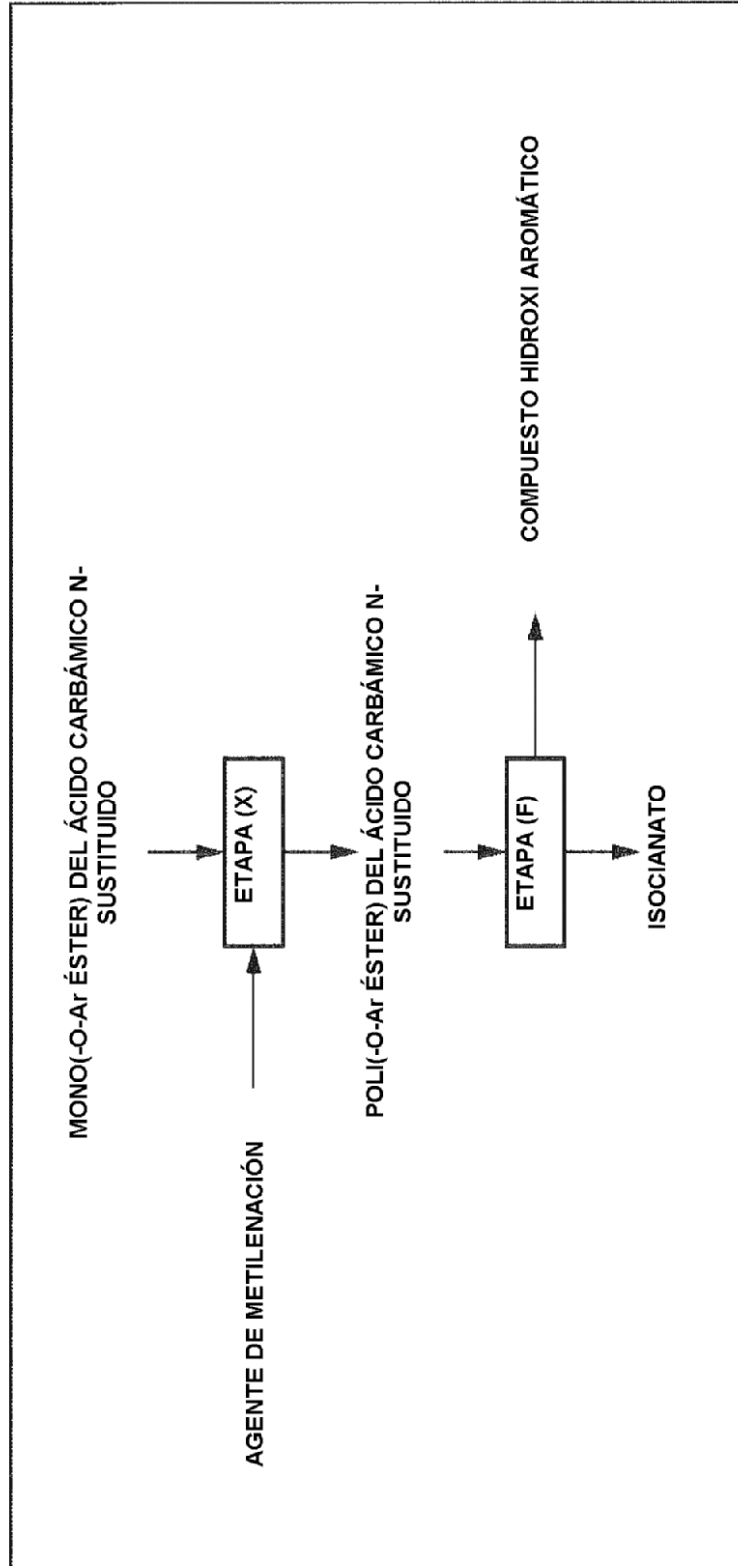 MONO(-O-Ar ÉSTER) DEL ÁCIDO CARBÁMICO N-
SUSTITUIDO
AGENTE DE METILENACIÓN
ETAPA (X)
POLI(-O-Ar ÉSTER) DEL ÁCIDO CARBÁMICO N-
SUSTITUIDO
ETAPA (F)
COMPUESTO HIDROXI AROMÁTICO
ISOCIANATO